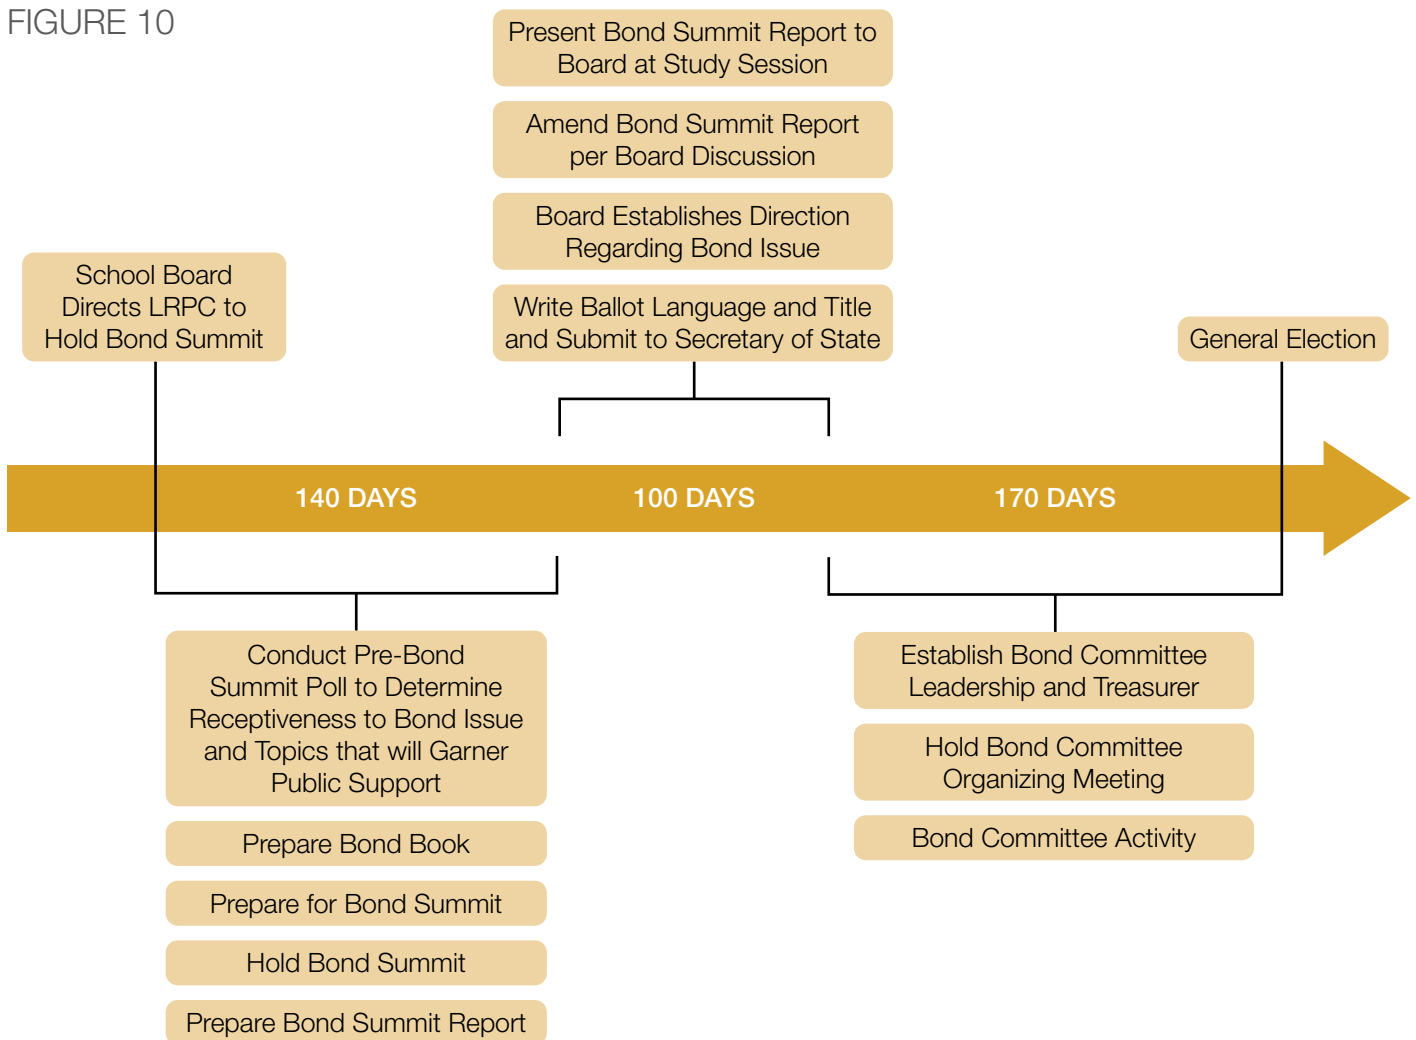 FIGURE 10
Present Bond Summit Report to
Board at Study Session
Amend Bond Summit Report
per Board Discussion
Board Establishes Direction
Regarding Bond Issue
Write Ballot Language and Title
and Submit to Secretary of State
School Board
Directs LRPC to
Hold Bond Summit
General Election
140 DAYS
100 DAYS
170 DAYS
Conduct Pre-Bond
Summit Poll to Determine
Receptiveness to Bond Issue
and Topics that will Garner
Public Support
Prepare Bond Book
Prepare for Bond Summit
Hold Bond Summit
Prepare Bond Summit Report
Establish Bond Committee
Leadership and Treasurer
Hold Bond Committee
Organizing Meeting
Bond Committee Activity